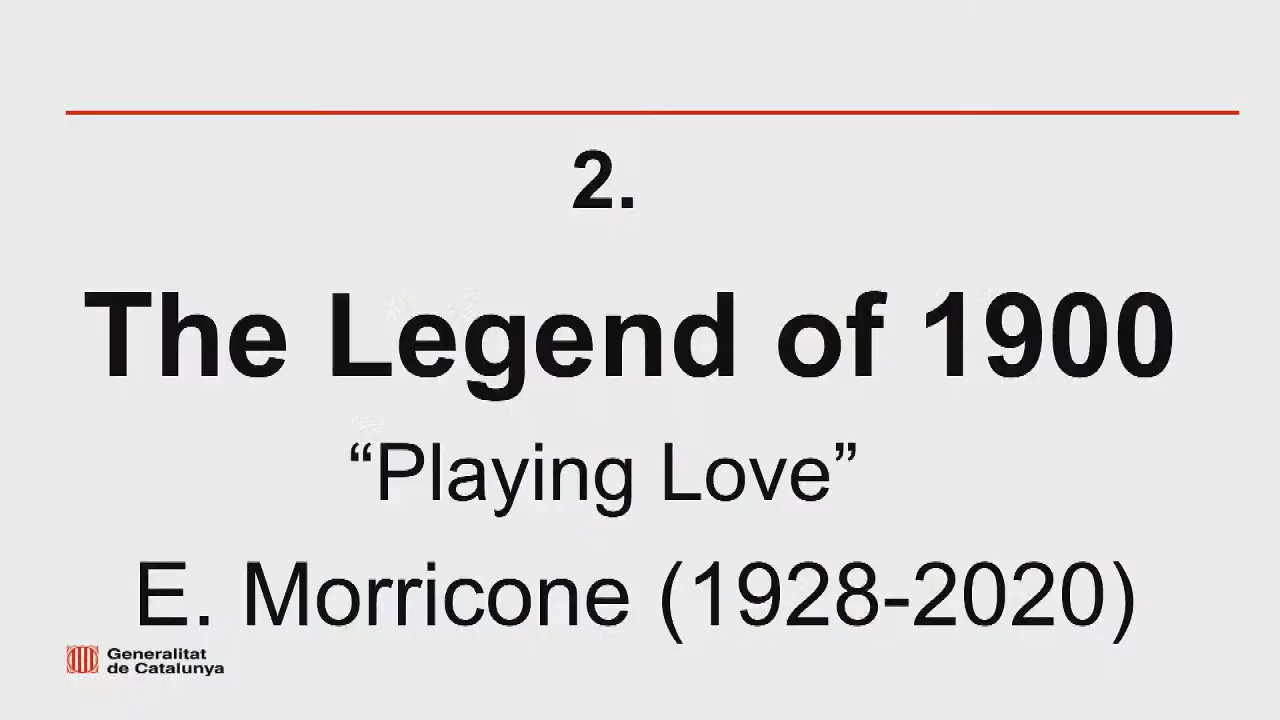 2.
The Legend of 1900
“Playing Love”
E. Morricone (1928-2020)
Generalitat
de Catalunya